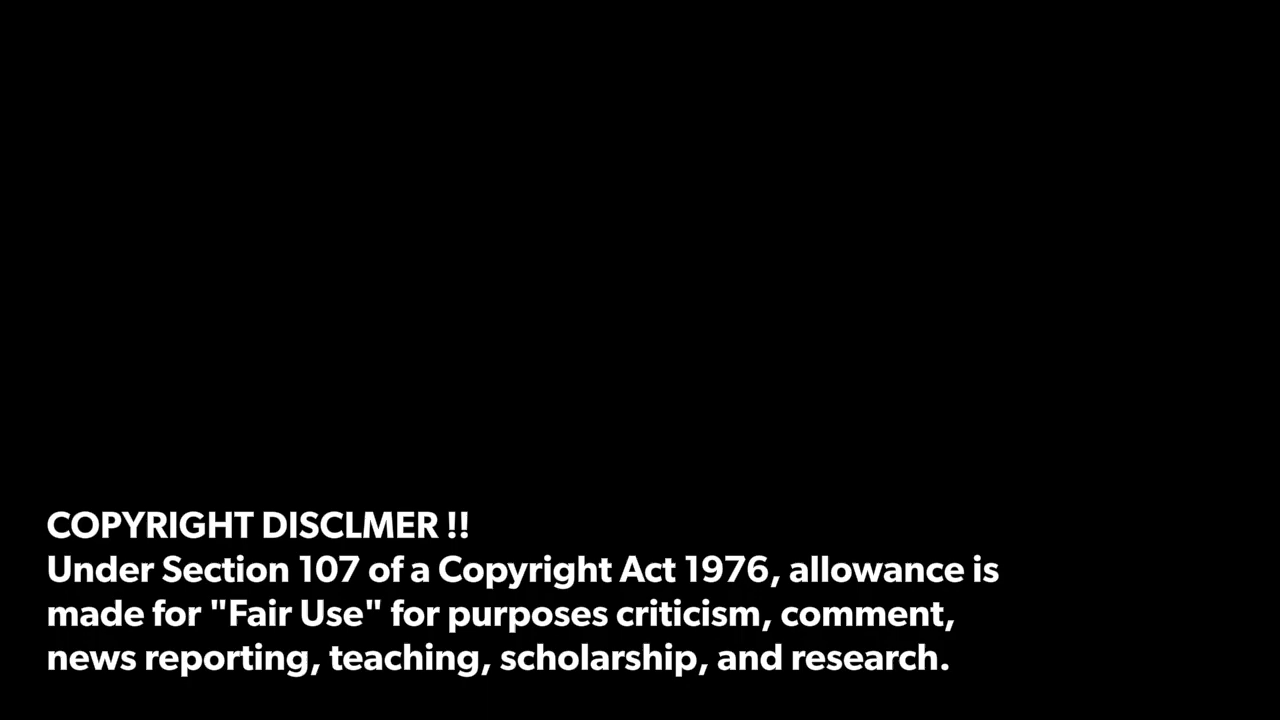 COPYRIGHT DISCLMER !!
Under Section 107 of a Copyright Act 1976, allowance is
made for "Fair Use" for purposes criticism, comment,
news reporting, teaching, scholarship, and research.